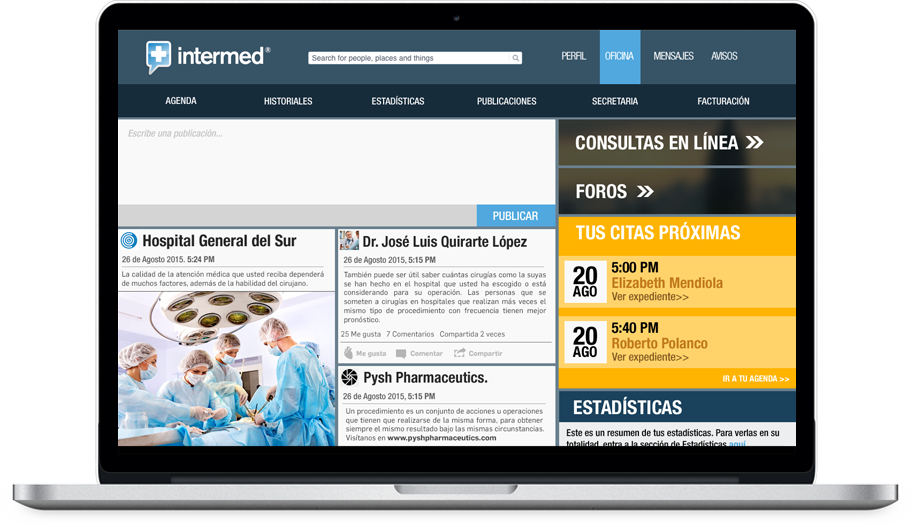 intermed®
Search for people, places and things
PERFIL OFICINA MENSAJES AVISOS
AGENDA HISTORIALES ESTADÍSTICAS PUBLICACIONES SECRETARIA FACTURACIÓN
Escribe una publicación...
PUBLICAR
Hospital General del Sur
26 de Agosto 2015. 5:24 PM
La calidad de la atención médica que usted reciba dependerá
de muchos factores, además de la habilidad del cirujano.
Dr. José Luis Quirarte López
26 de Agosto 2015, 5:15 PM
También puede ser útil saber cuántas cirugías como la suyas
se han hecho en el hospital que usted ha escogido o está
considerando para su operación. Las personas que se
someten a cirugías en hospitales que realizan más veces el
mismo tipo de procedimiento con frecuencia tienen mejor
pronóstico.
25 Me gusta 7 Comentarios Compartida 2 veces
Me gusta Comentar Compartir
Pysh Pharmaceutics.
26 de Agosto 2015, 5:15 PM
Un procedimiento es un conjunto de acciones u operaciones
que tienen que realizarse de la misma forma, para obtener
siempre el mismo resultado bajo las mismas circunstancias.
Visítanos en www.pyshpharmaceutics.com
CONSULTAS EN LÍNEA »
FOROS »
TUS CITAS PRÓXIMAS
20
AGO
5:00 PM
Elizabeth Mendiola
Ver expediente>>
20
AGO
5:40 PM
Roberto Polanco
Ver expediente>>
IR A TU AGENDA >>
ESTADÍSTICAS
Este es un resumen de tus estadísticas. Para verlas en su
totalidad, entra a la sección de Estadísticas aquí